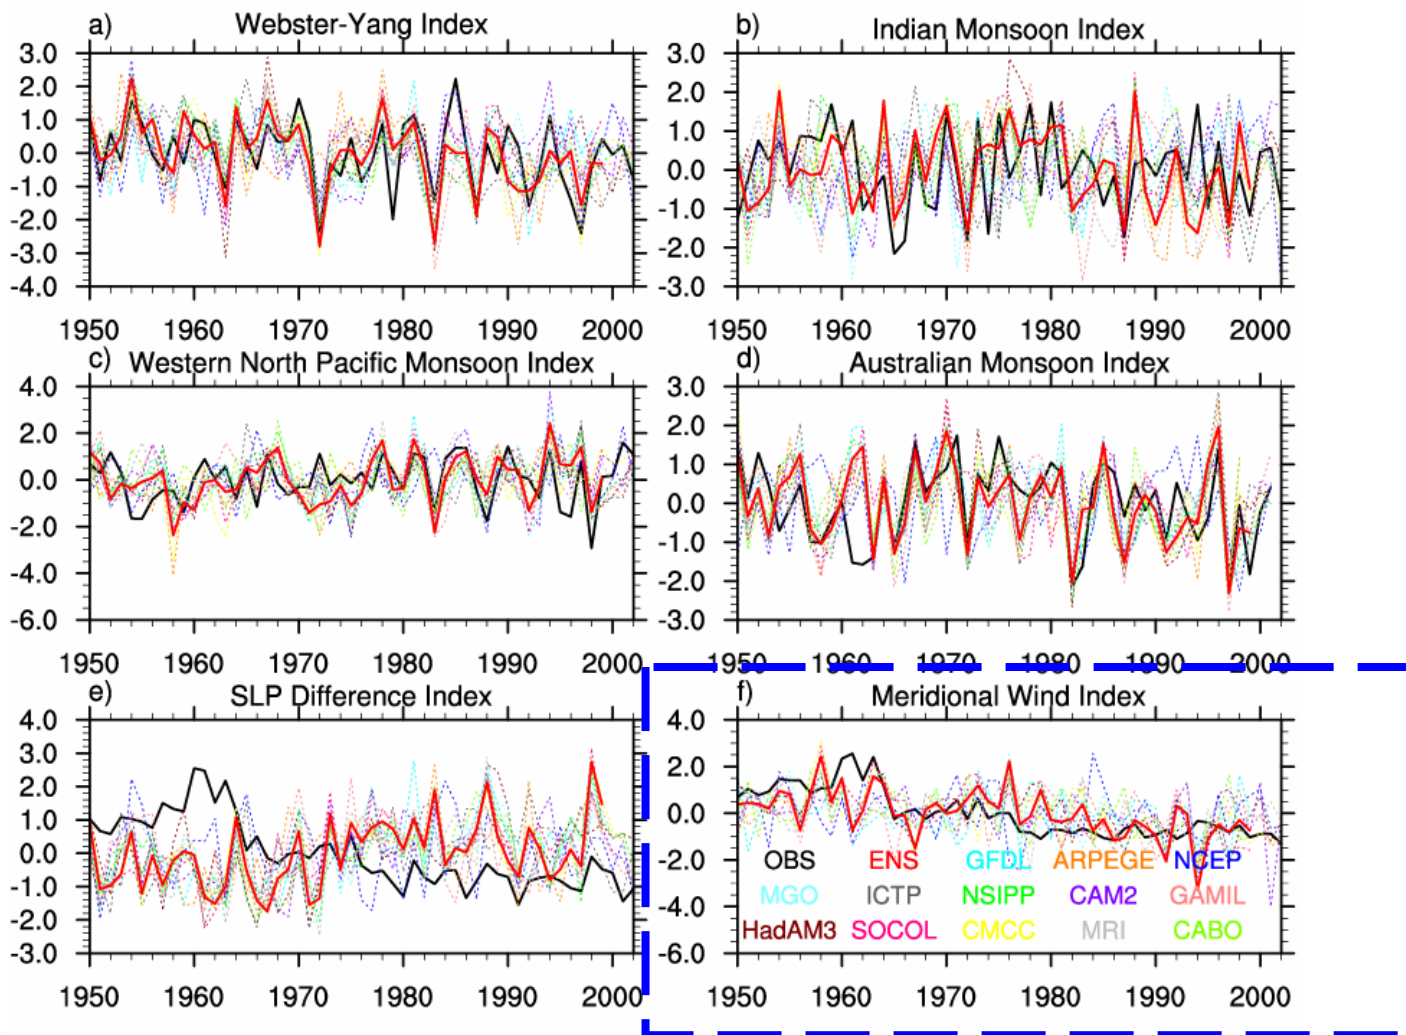 a) Webster-Yang Index
3.0
2.0
1.0
0.0
-1.0
-2.0
-3.0
-4.0
1950 1960 1970 1980 1990 2000
b) Indian Monsoon Index
3.0
2.0
1.0
0.0
-1.0
-2.0
-3.0
1950 1960 1970 1980 1990 2000
c) Western North Pacific Monsoon Index
4.0
2.0
0.0
-2.0
-4.0
-6.0
1950 1960 1970 1980 1990 2000
d) Australian Monsoon Index
3.0
2.0
1.0
0.0
-1.0
-2.0
-3.0
1950 1960 1970 1980 1990 2000
e) SLP Difference Index
4.0
3.0
2.0
1.0
0.0
-1.0
-2.0
-3.0
1950 1960 1970 1980 1990 2000
f) Meridional Wind Index
4.0
2.0
0.0
-2.0
-4.0
-6.0
OBS ENS GFDL ARPEGE NCEP
MGO ICTP NSIPP CAM2 GAMIL
HadAM3 SOCOL CMCC MRI CABO
1950 1960 1970 1980 1990 2000